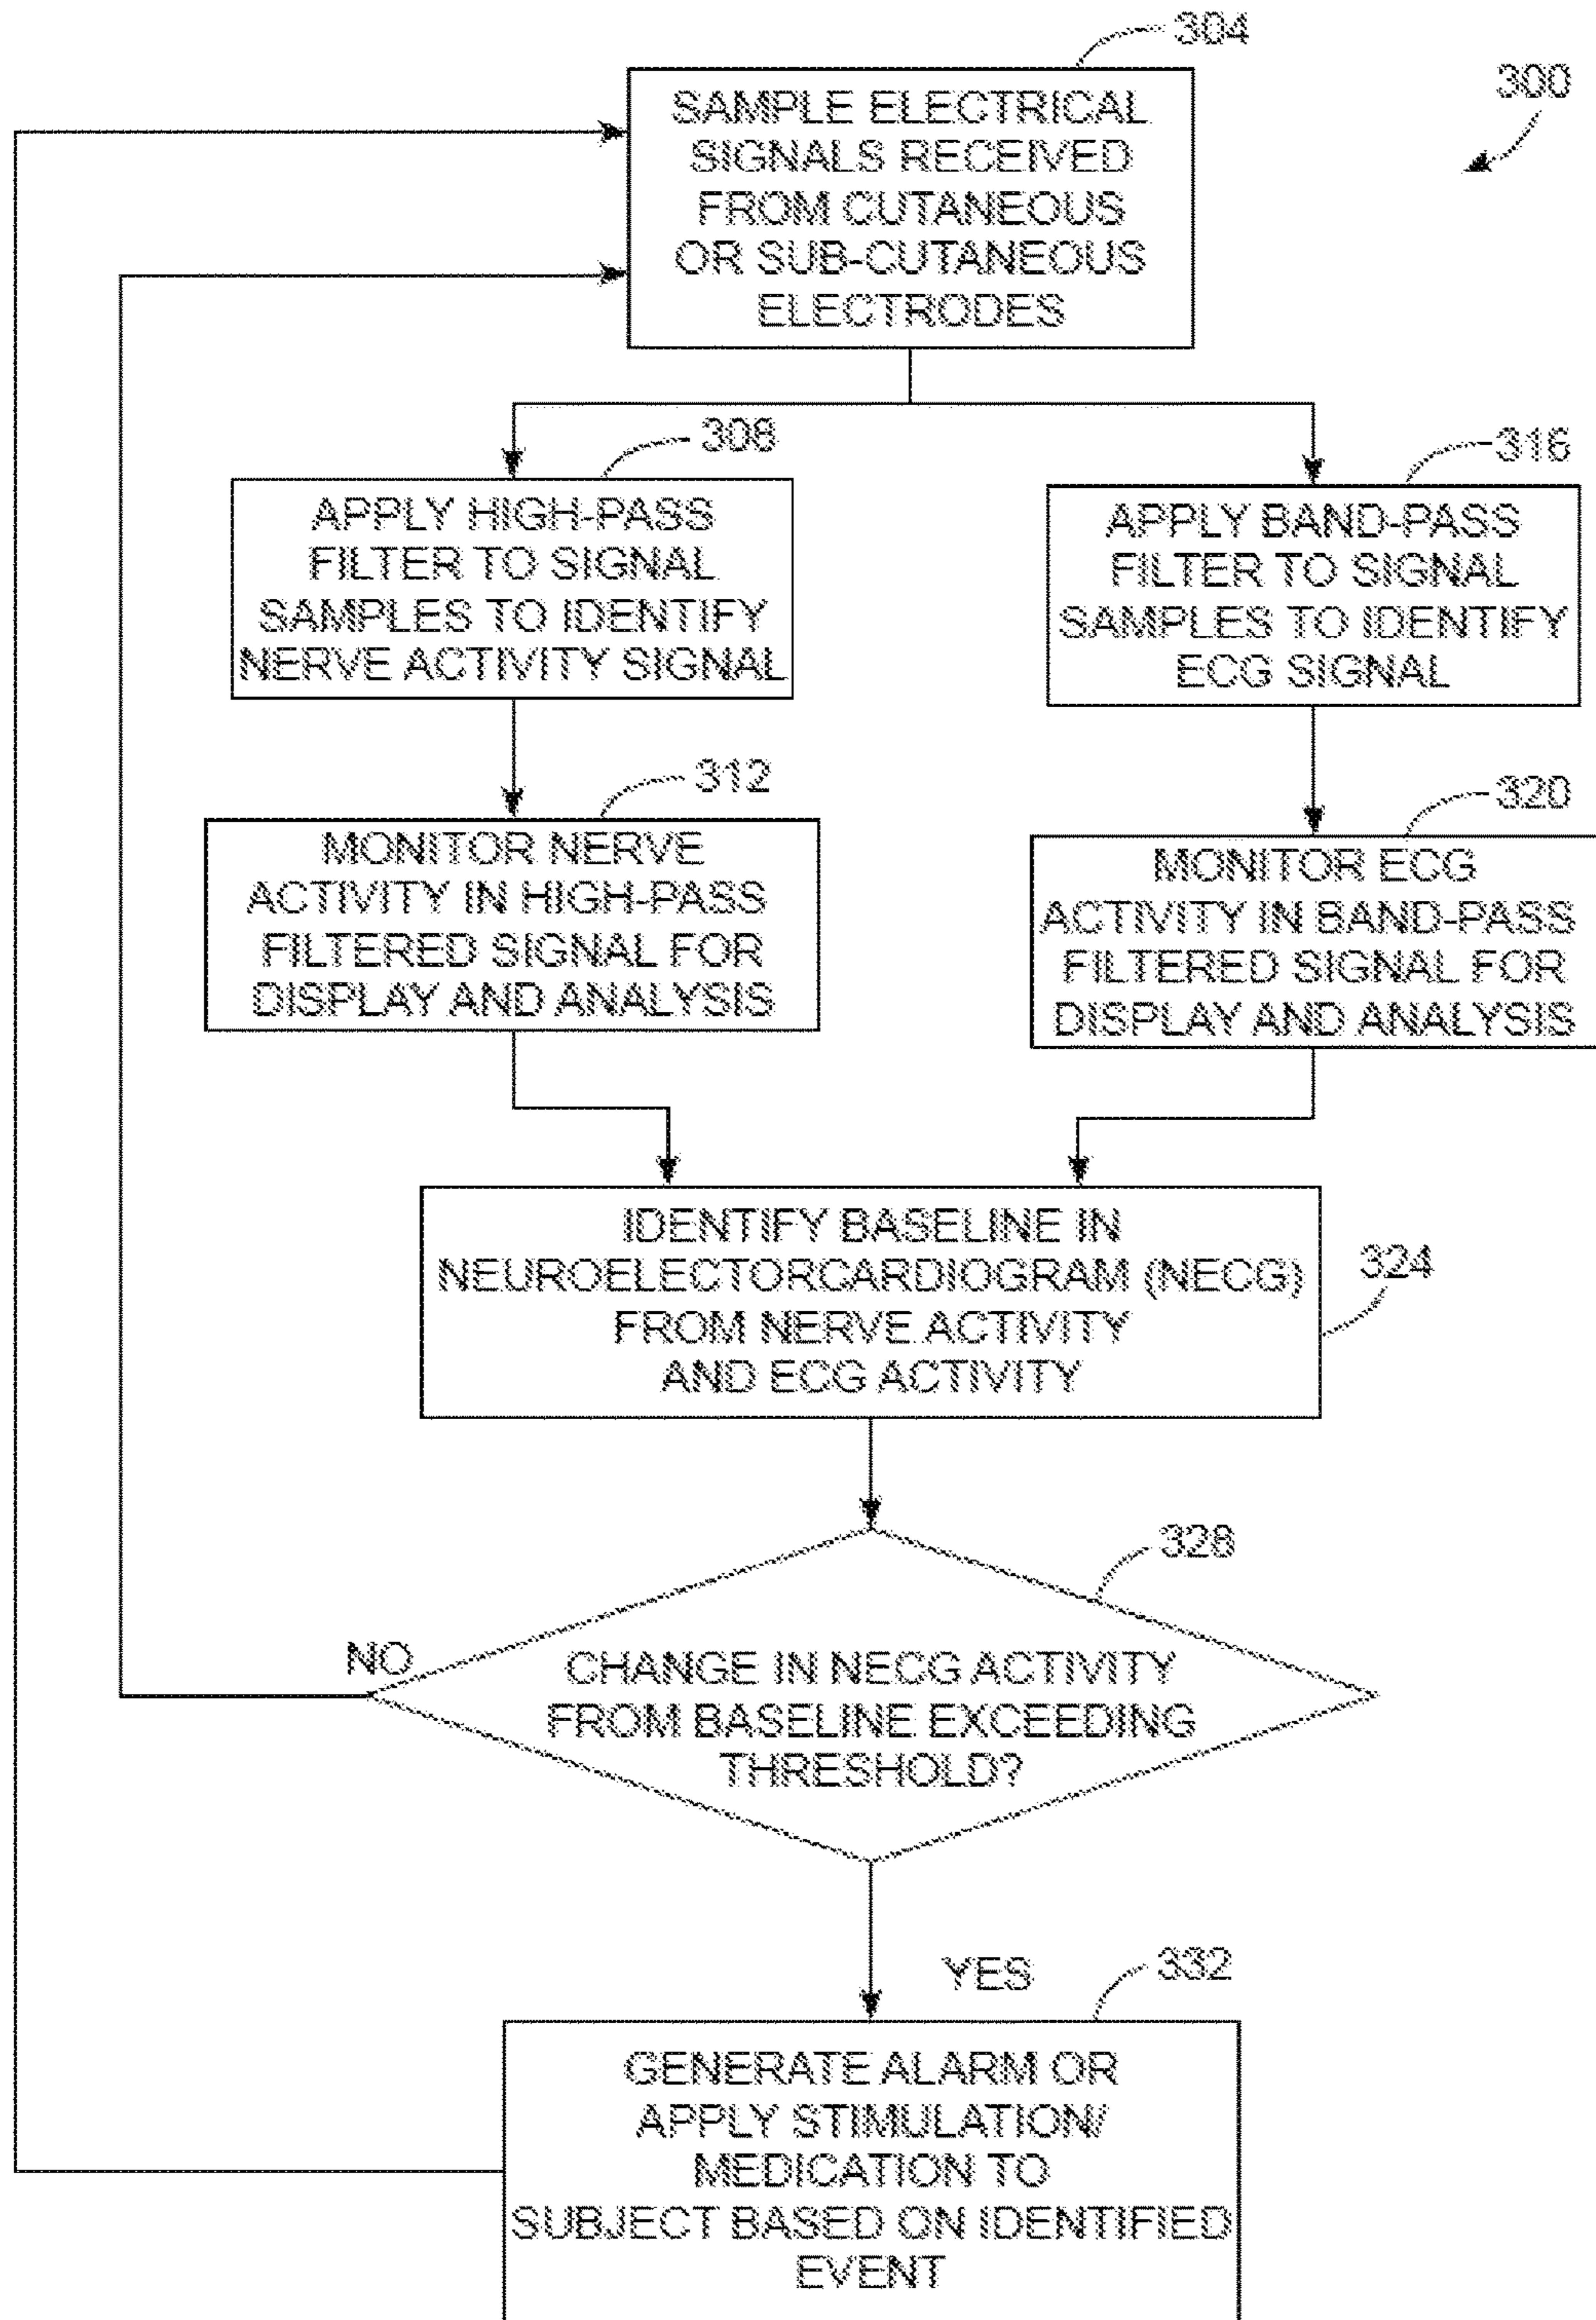 304
300
SAMPLE ELECTRICAL
SIGNALS RECEIVED
FROM CUTANEOUS
OR SUB-CUTANEOUS
ELECTRODES
308
APPLY HIGH-PASS
FILTER TO SIGNAL
SAMPLES TO IDENTIFY
NERVE ACTIVITY SIGNAL
316
APPLY BAND-PASS
FILTER TO SIGNAL
SAMPLES TO IDENTIFY
ECG SIGNAL
312
MONITOR NERVE
ACTIVITY IN HIGH-PASS
FILTERED SIGNAL FOR
DISPLAY AND ANALYSIS
320
MONITOR ECG
ACTIVITY IN BAND-PASS
FILTERED SIGNAL FOR
DISPLAY AND ANALYSIS
IDENTIFY BASELINE IN
NEUROELECTORCARDIOGRAM (NECG)
FROM NERVE ACTIVITY
AND ECG ACTIVITY
324
328
NO
CHANGE IN NECG ACTIVITY
FROM BASELINE EXCEEDING
THRESHOLD?
YES
332
GENERATE ALARM OR
APPLY STIMULATION/
MEDICATION TO
SUBJECT BASED ON IDENTIFIED
EVENT